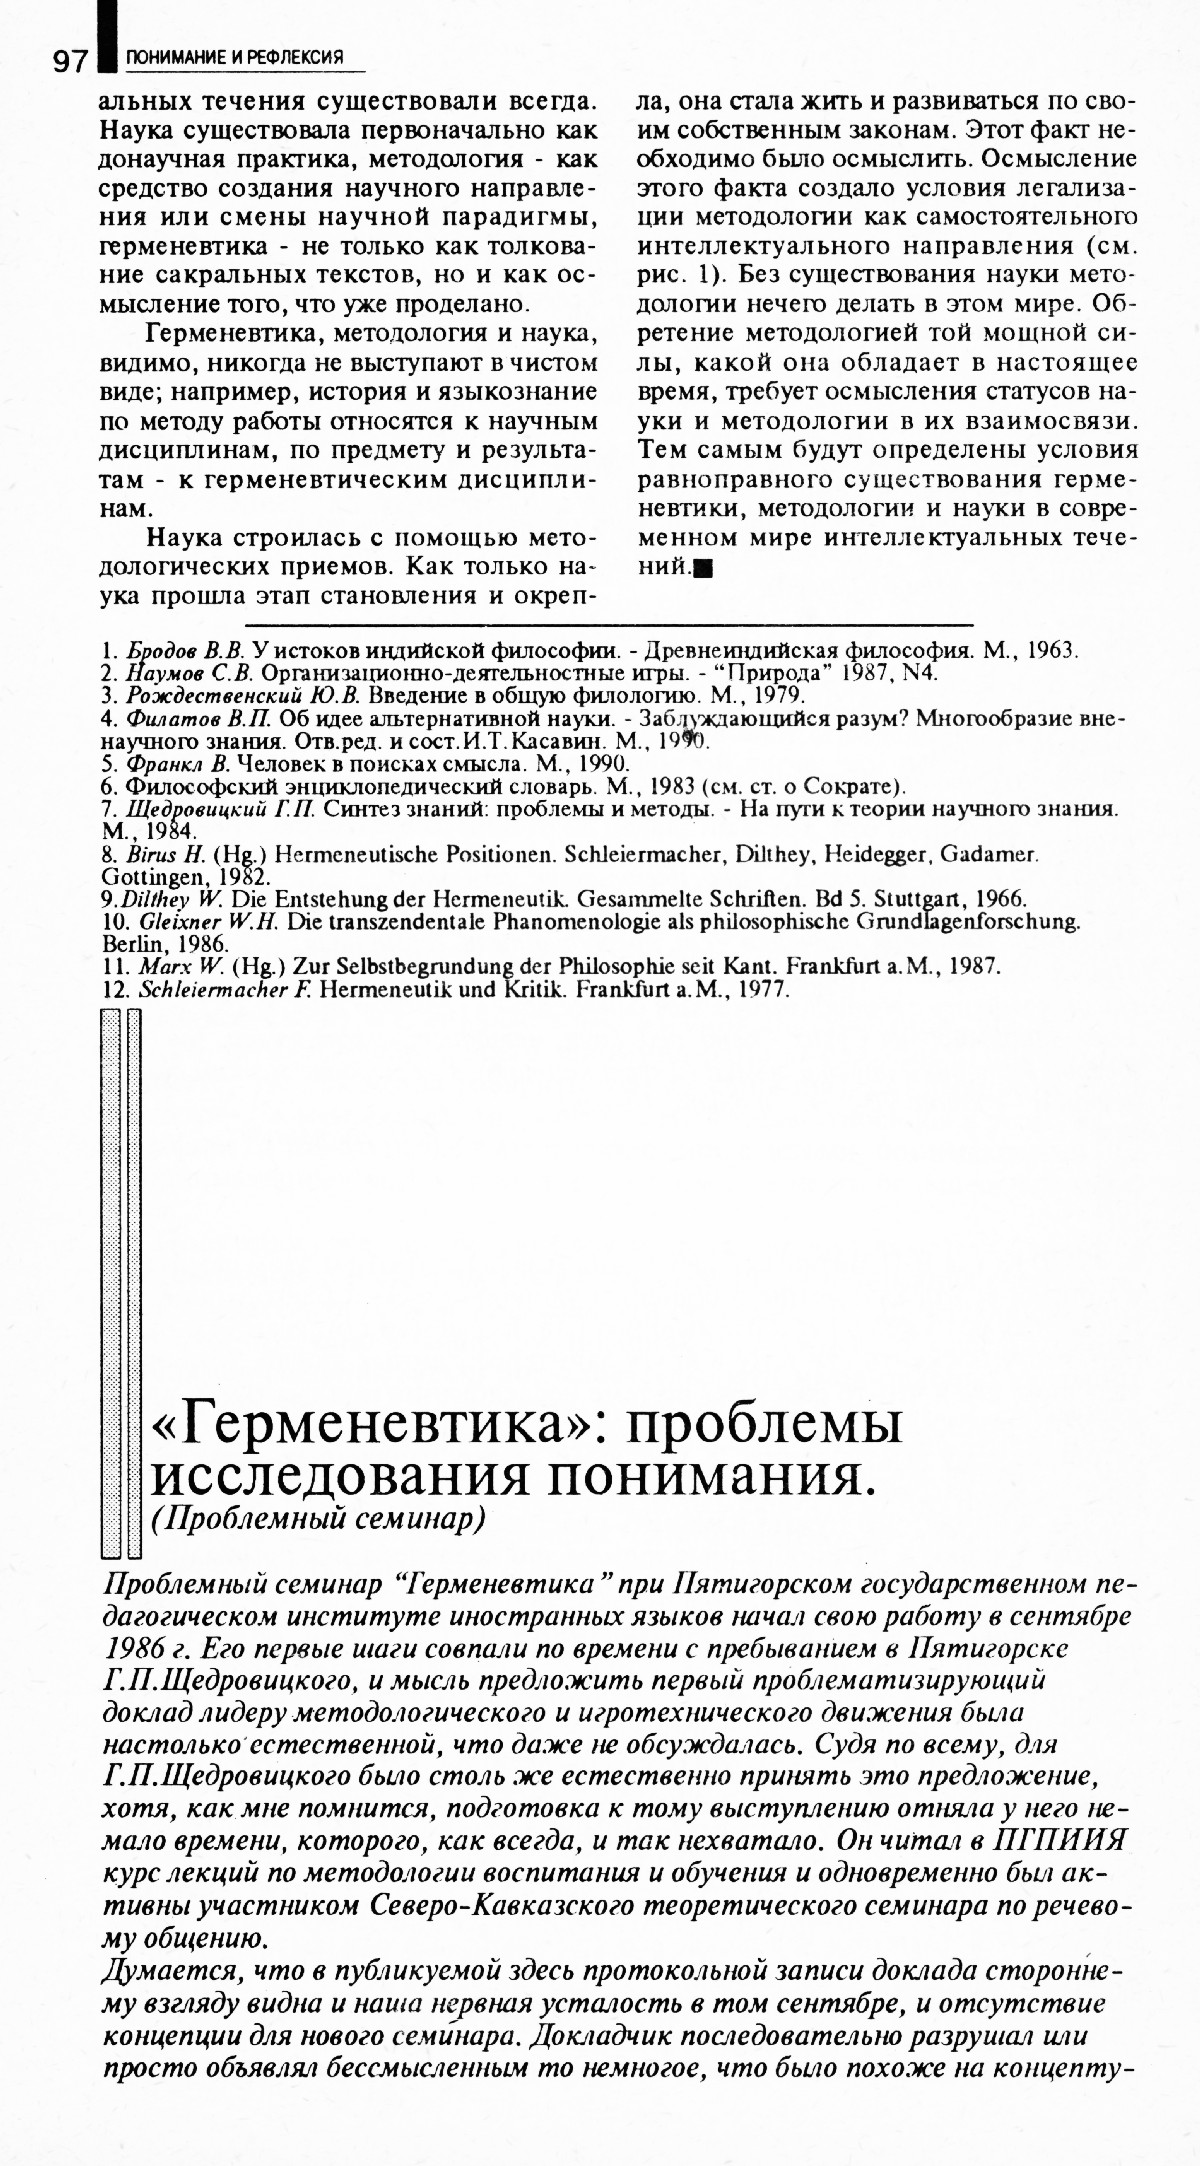 97
ПОНИМАНИЕ И РЕФЛЕКСИЯ
альных течения существовали всегда.
Наука существовала первоначально как
донаучная практика, методология - как
средство создания научного направле-
ния или смены научной парадигмы,
герменевтика - не только как толкова-
ние сакральных текстов, но и как ос-
мысление того, что уже проделано.
Герменевтика, методология и наука,
видимо, никогда не выступают в чистом
виде; например, история и языкознание
по методу работы относятся к научным
дисциплинам, по предмету и результа-
там - к герменевтическим дисципли-
нам.
Наука строилась с помощью мето-
дологических приемов. Как только на-
ука прошла этап становления и окреп-
ла, она стала жить и развиваться по сво-
им собственным законам. Этот факт не-
обходимо было осмыслить. Осмысление
этого факта создало условия легализа-
ции методологии как самостоятельного
интеллектуального направления (см.
рис. 1). Без существования науки мето-
дологии нечего делать в этом мире. Об-
ретение методологией той мощной си-
лы, какой она обладает в настоящее
время, требует осмысления статусов на-
уки и методологии в их взаимосвязи.
Тем самым будут определены условия
равноправного существования герме-
невтики, методологии и науки в совре-
менном мире интеллектуальных тече-
ний.■
1. Бродов В.В. У истоков индийской философии. - Древнеиндийская философия. М., 1963.
2. Наумов С.В. Организационно-деятельностные игры. - “Природа” 1987, N4.
3. Рождественский Ю.В. Введение в общую филологию. М., 1979.
4. Филатов В.П. Об идее альтернативной науки. - Заблуждающийся разум? Многообразие вне-
научного знания. Отв.ред. и сост.И.Т.Касавин. М., 1990.
5. Франкл В. Человек в поисках смысла. М., 1990.
6. Философский энциклопедический словарь. М., 1983 (см. ст. о Сократе).
7. Щедровицкий Г.П. Синтез знаний: проблемы и методы. - На пути к теории научного знания.
М., 1984.
8. Birus H. (Hg.) Hermeneutische Positionen. Schleiermacher, Dilthey, Heidegger, Gadamer.
Gottingen, 1982.
9.Dilthey W. Die Entstehung der Hermeneutik. Gesammelte Schriften. Bd 5. Stuttgart, 1966.
10. Gleixner W.H. Die transzendentale Phanomenologie als philosophische Grundlagenforschung.
Berlin, 1986.
11. Marx W. (Hg.) Zur Selbstbegrundung der Philosophie seit Kant. Frankfurt a.M., 1987.
12. Schleiermacher F. Hermeneutik und Kritik. Frankfurt a.M., 1977.
«Герменевтика»: проблемы
исследования понимания.
(Проблемный семинар)
Проблемный семинар “Герменевтика” при Пятигорском государственном пе-
дагогическом институте иностранных языков начал свою работу в сентябре
1986 г. Его первые шаги совпали по времени с пребыванием в Пятигорске
Г.П.Щедровицкого, и мысль предложить первый проблематизирующий
доклад лидеру методологического и игротехнического движения была
настолько естественной, что даже не обсуждалась. Судя по всему, для
Г.П.Щедровицкого было столь же естественно принять это предложение,
хотя, как мне помнится, подготовка к тому выступлению отняла у него не-
мало времени, которого, как всегда, и так нехватало. Он читал в ПГПИИЯ
курс лекций по методологии воспитания и обучения и одновременно был ак-
тивны участником Северо-Кавказского теоретического семинара по речево-
му общению.
Думается, что в публикуемой здесь протокольной записи доклада сторонне-
му взгляду видна и наша нервная усталость в том сентябре, и отсутствие
концепции для нового семинара. Докладчик последовательно разрушал или
просто объявлял бессмысленным то немногое, что было похоже на концепту-